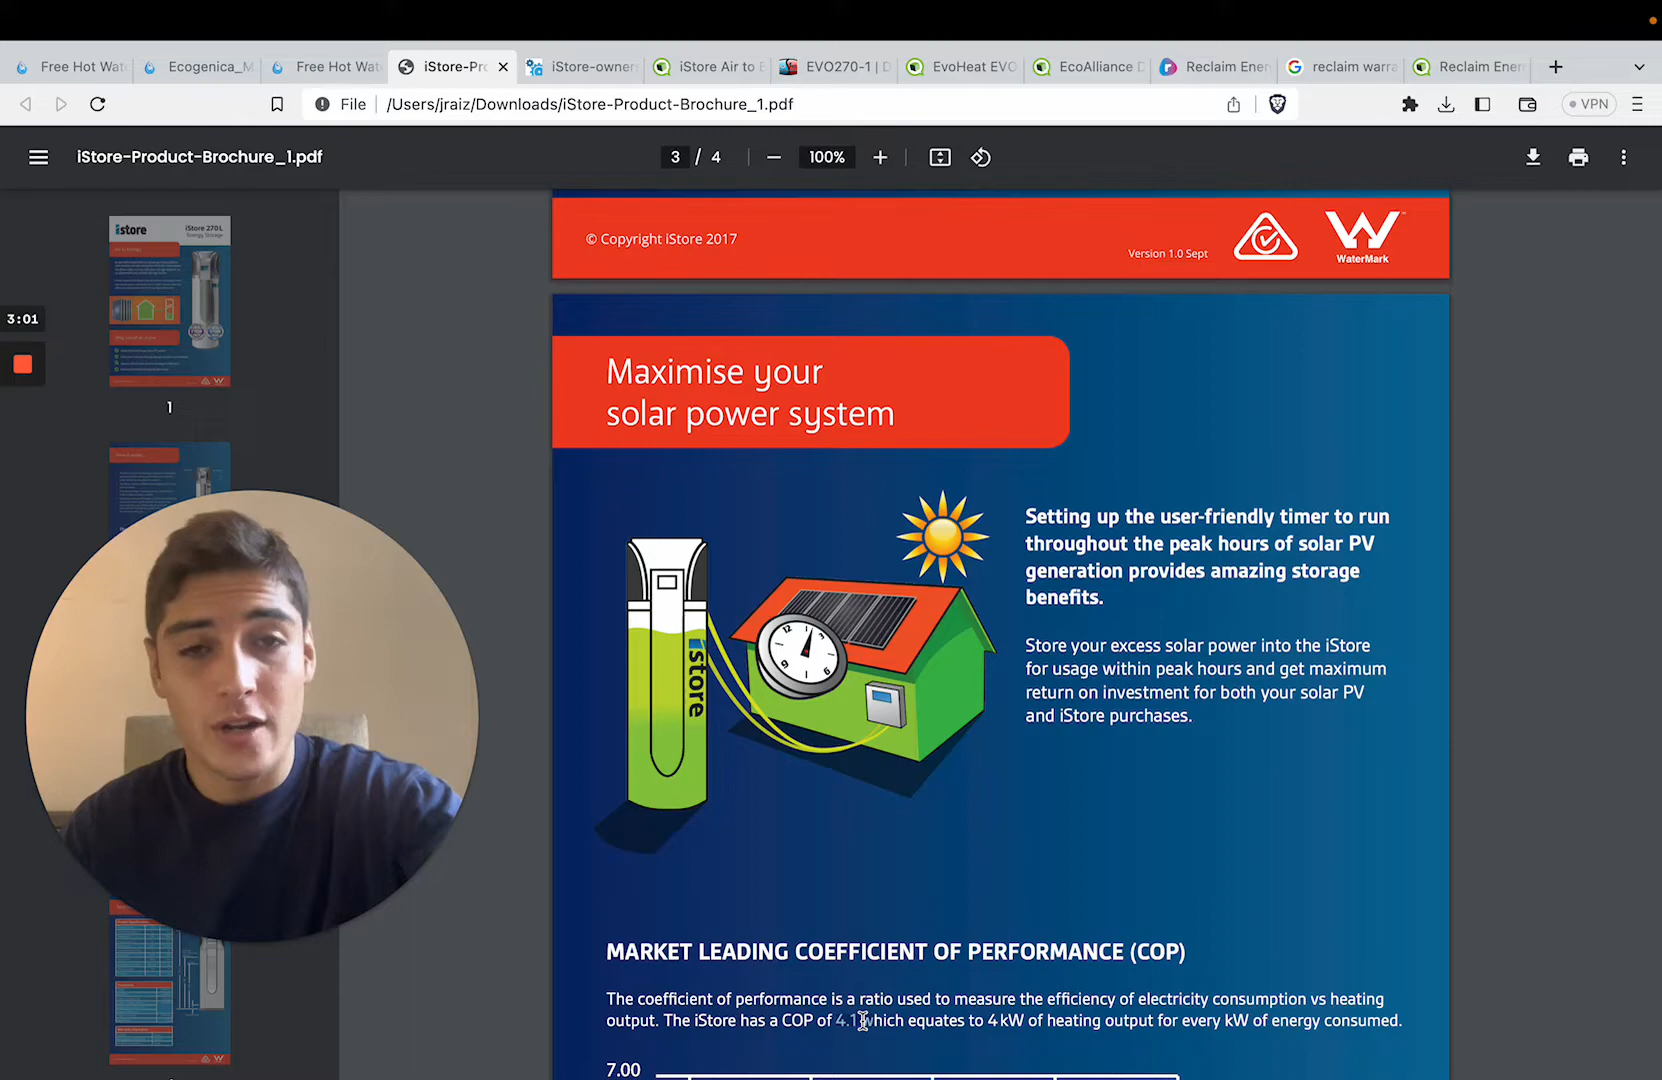 Free Hot Wat
Ecogenica_M
Free Hot Wat
iStore-Pro
iStore-owner
iStore Air to E
EVO270-1 | D
EvoHeat EVO
EcoAlliance D
Reclaim Ener
reclaim warra
Reclaim Ener
File
/Users/jraiz/Downloads/iStore-Product-Brochure_1.pdf
VPN
iStore-Product-Brochure_1.pdf
3 / 4
100%
istore
iStore 270L
1
3:01
© Copyright iStore 2017
Version 1.0 Sept
WaterMark
Maximise your
solar power system
12
3
6
9
istore
Setting up the user-friendly timer to run
throughout the peak hours of solar PV
generation provides amazing storage
benefits.
Store your excess solar power into the iStore
for usage within peak hours and get maximum
return on investment for both your solar PV
and iStore purchases.
MARKET LEADING COEFFICIENT OF PERFORMANCE (COP)
The coefficient of performance is a ratio used to measure the efficiency of electricity consumption vs heating
output. The iStore has a COP of 4.1 which equates to 4 kW of heating output for every kW of energy consumed.
7.00